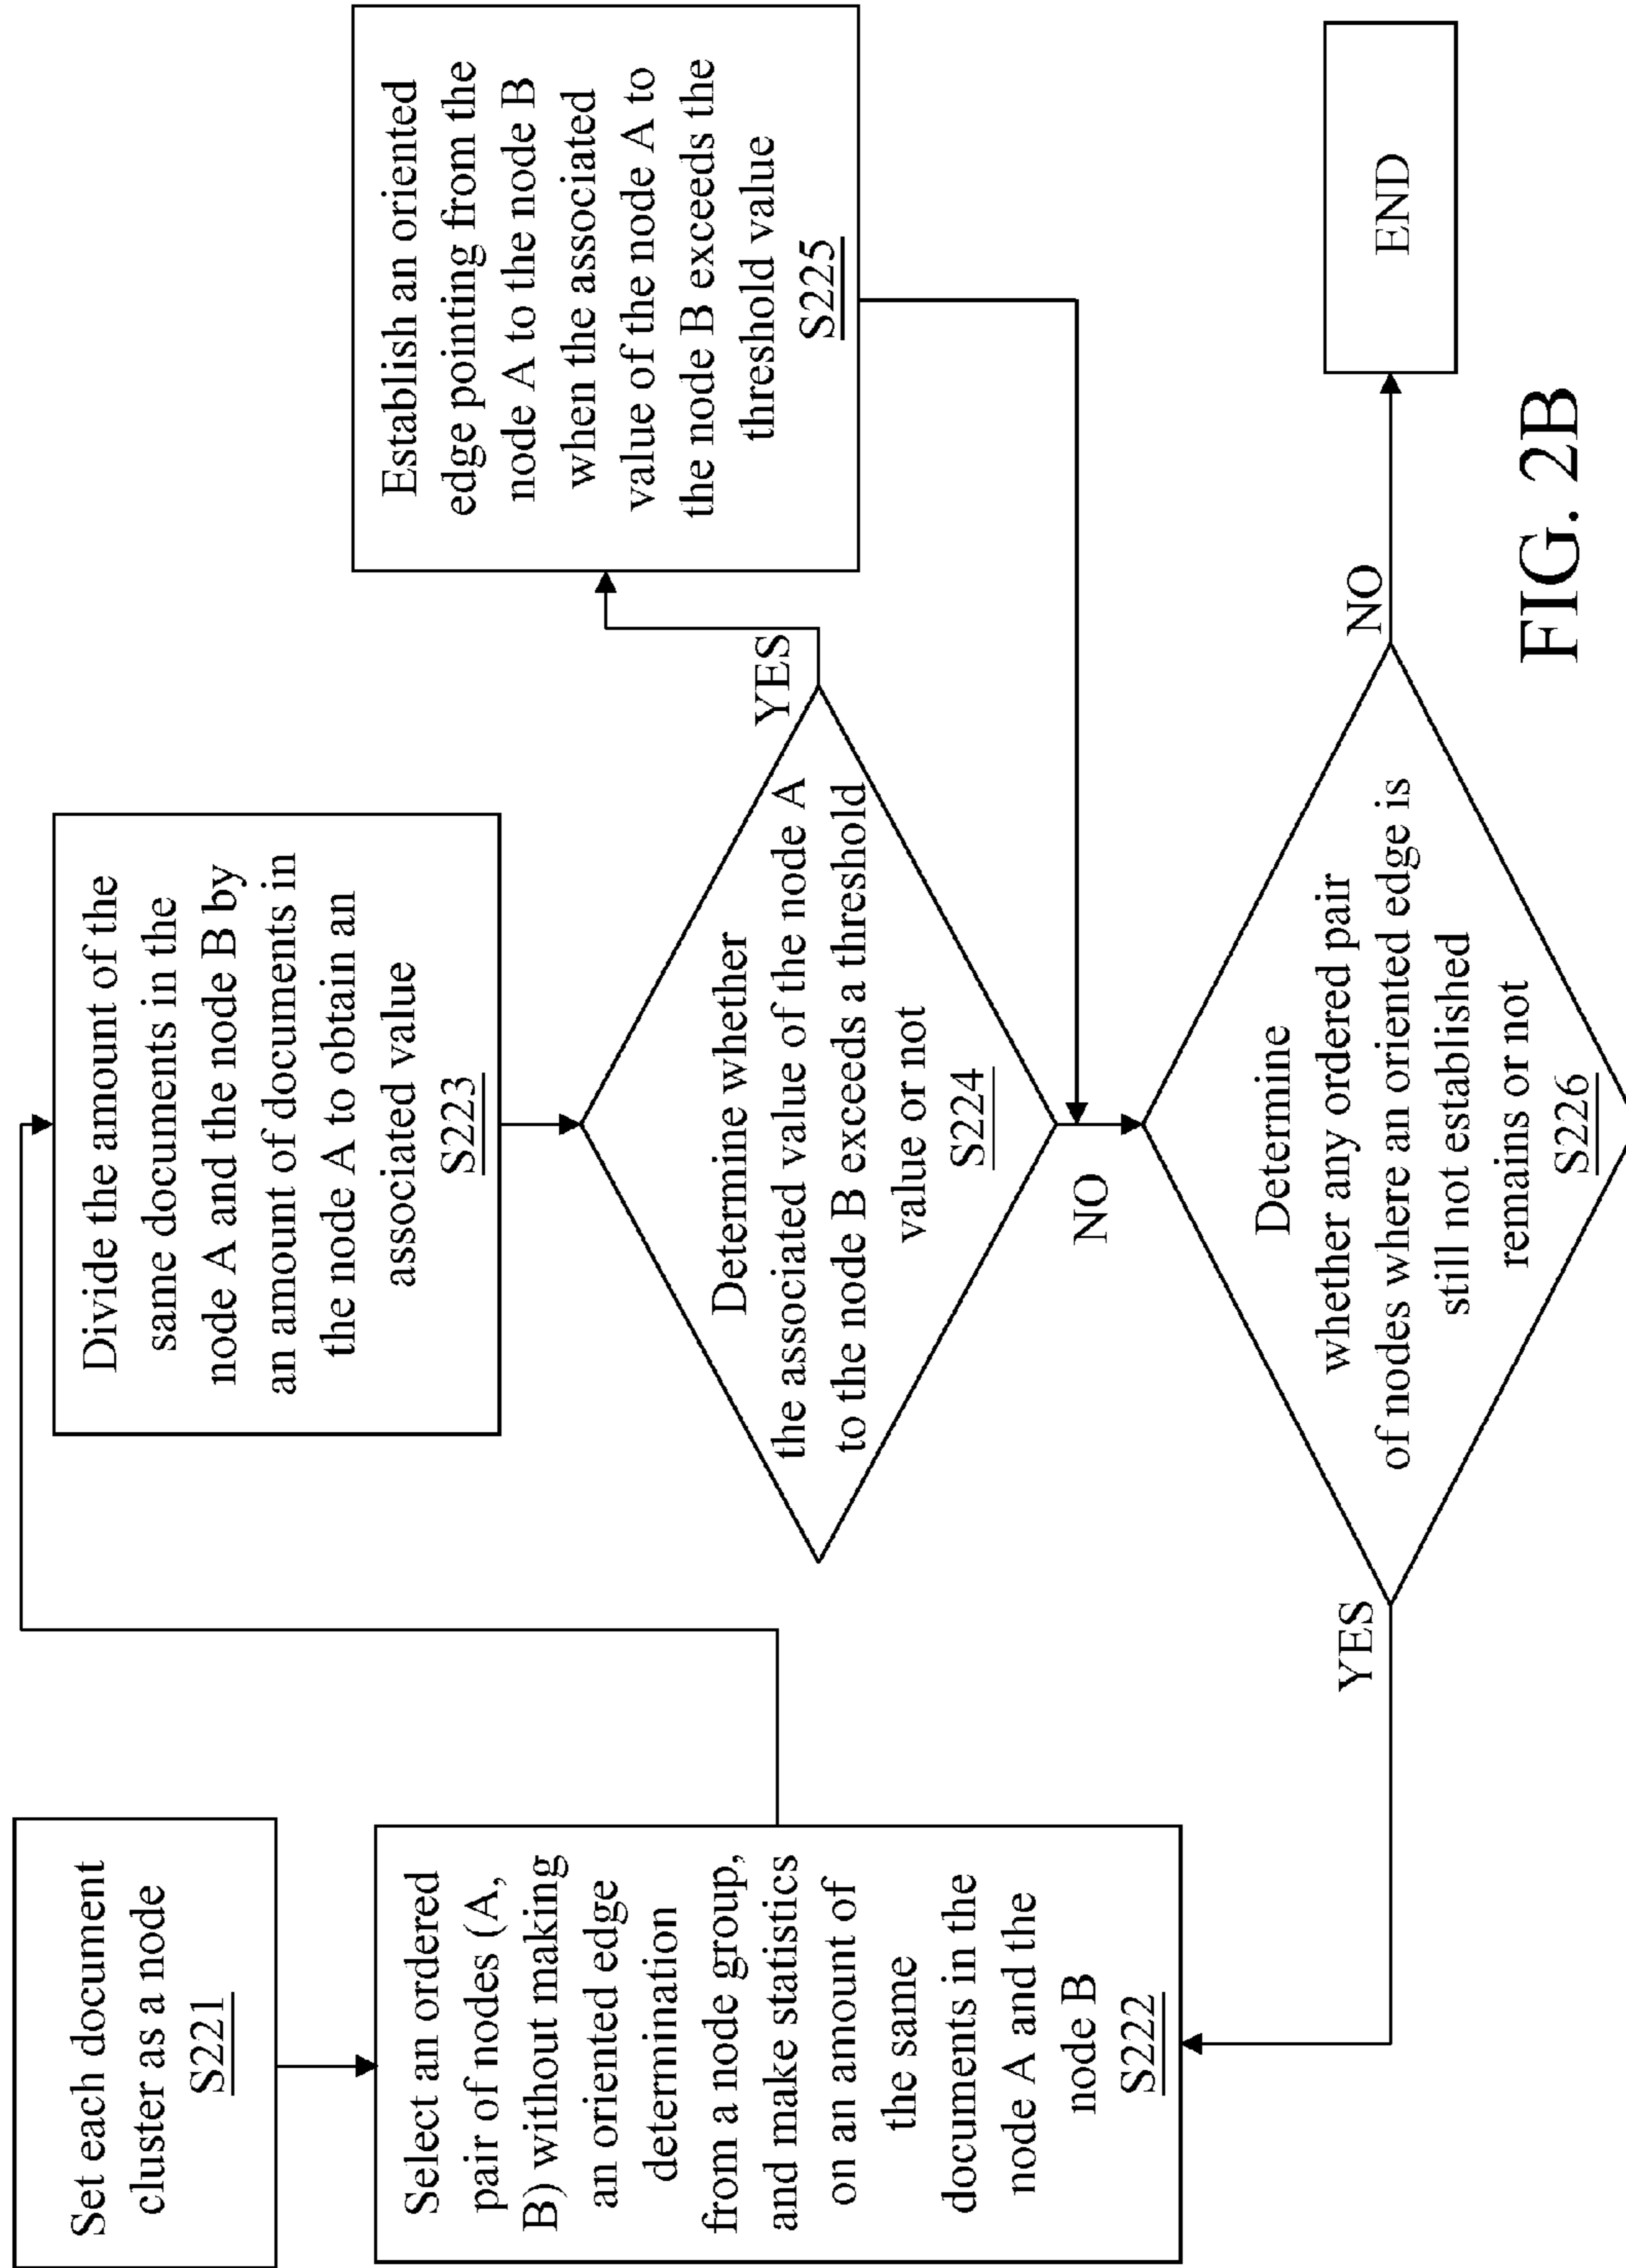 Set each document
cluster as a node
S221
Select an ordered
pair of nodes (A,
B) without making
an oriented edge
determination
from a node group,
and make statistics
on an amount of
the same
documents in the
node A and the
node B
S222
Divide the amount of the
same documents in the
node A and the node B by
an amount of documents in
the node A to obtain an
associated value
S223
Determine whether
the associated value of the node A
to the node B exceeds a threshold
value or not
S224
YES
NO
Establish an oriented
edge pointing from the
node A to the node B
when the associated
value of the node A to
the node B exceeds the
threshold value
S225
Determine
whether any ordered pair
of nodes where an oriented edge is
still not established
remains or not
S226
YES
NO
END
FIG. 2B